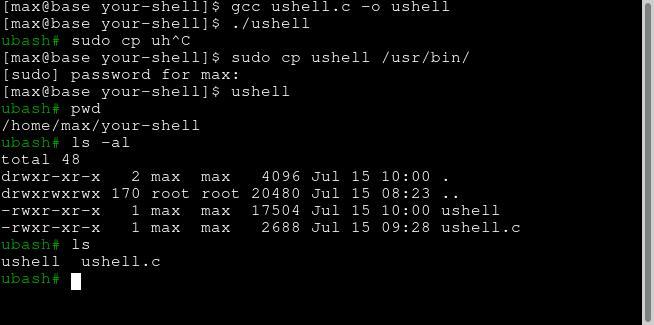 [max@base your-shell]$ gcc ushell.c -o ushell
[max@base your-shell]$ ./ushell
ubash# sudo cp uh^C
[max@base your-shell]$ sudo cp ushell /usr/bin/
[sudo] password for max:
[max@base your-shell]$ ushell
ubash# pwd
/home/max/your-shell
ubash# ls -al
total 48
drwxr-xr-x   2 max  max   4096 Jul 15 10:00 .
drwxrwxrwx 170 root root 20480 Jul 15 08:23 ..
-rwxr-xr-x   1 max  max  17504 Jul 15 10:00 ushell
-rwxr-xr-x   1 max  max   2688 Jul 15 09:28 ushell.c
ubash# ls
ushell  ushell.c
ubash#